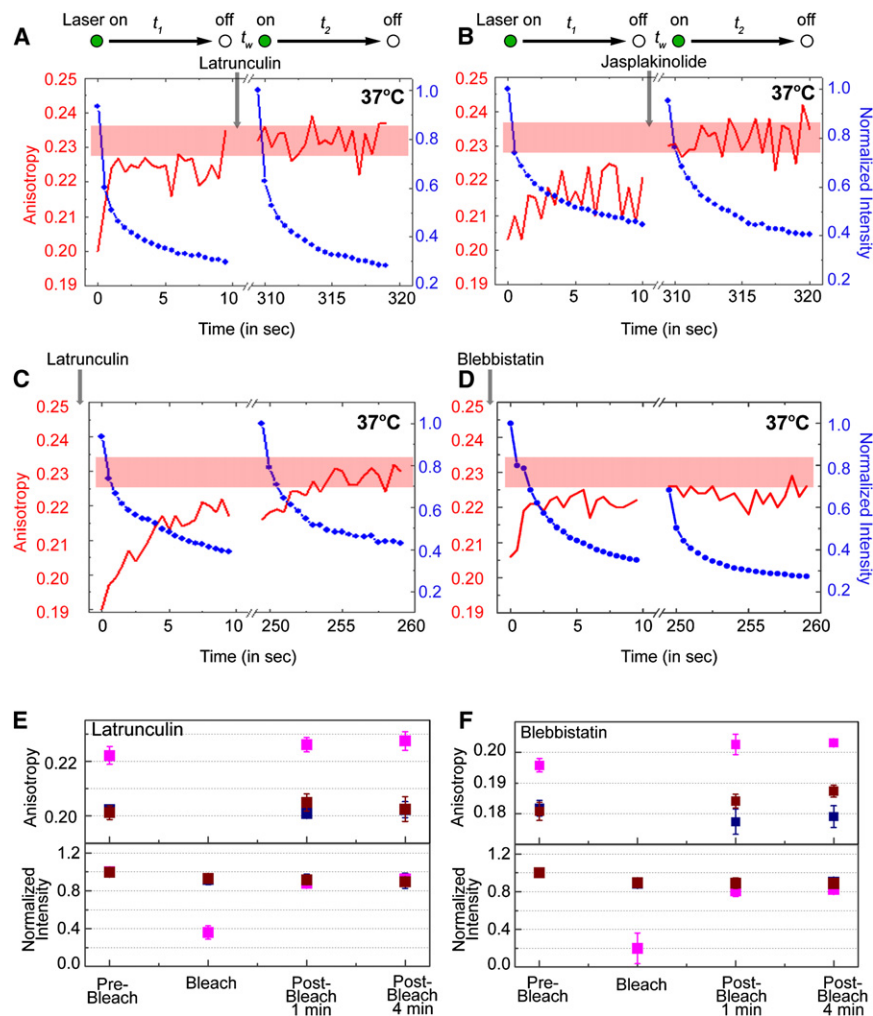 A
Laser on t1 off tw on t2 off
Latrunculin
37°C
Anisotropy
0.25
0.24
0.23
0.22
0.21
0.20
0.19
1.0
0.8
0.6
0.4
0.2
0 5 10 310 315 320
Time (in sec)
B
Laser on t1 off tw on t2 off
Jasplakinolide
37°C
0.25
0.24
0.23
0.22
0.21
0.20
0.19
1.0
0.8
0.6
0.4
0.2
Normalized Intensity
0 5 10 310 315 320
Time (in sec)
Latrunculin
C
37°C
Anisotropy
0.25
0.24
0.23
0.22
0.21
0.20
0.19
1.0
0.8
0.6
0.4
0.2
0 5 10 250 255 260
Time (in sec)
Blebbistatin
D
37°C
0.25
0.24
0.23
0.22
0.21
0.20
0.19
1.0
0.8
0.6
0.4
0.2
Normalized Intensity
0 5 10 250 255 260
Time (in sec)
E
Latrunculin
Anisotropy
0.22
0.20
Normalized
Intensity
1.2
0.8
0.4
0.0
Pre-
Bleach
Bleach
Post-
Bleach
1 min
Post-
Bleach
4 min
F
Blebbistatin
Anisotropy
0.20
0.19
0.18
Normalized
Intensity
1.2
0.8
0.4
0.0
Pre-
Bleach
Bleach
Post-
Bleach
1 min
Post-
Bleach
4 min